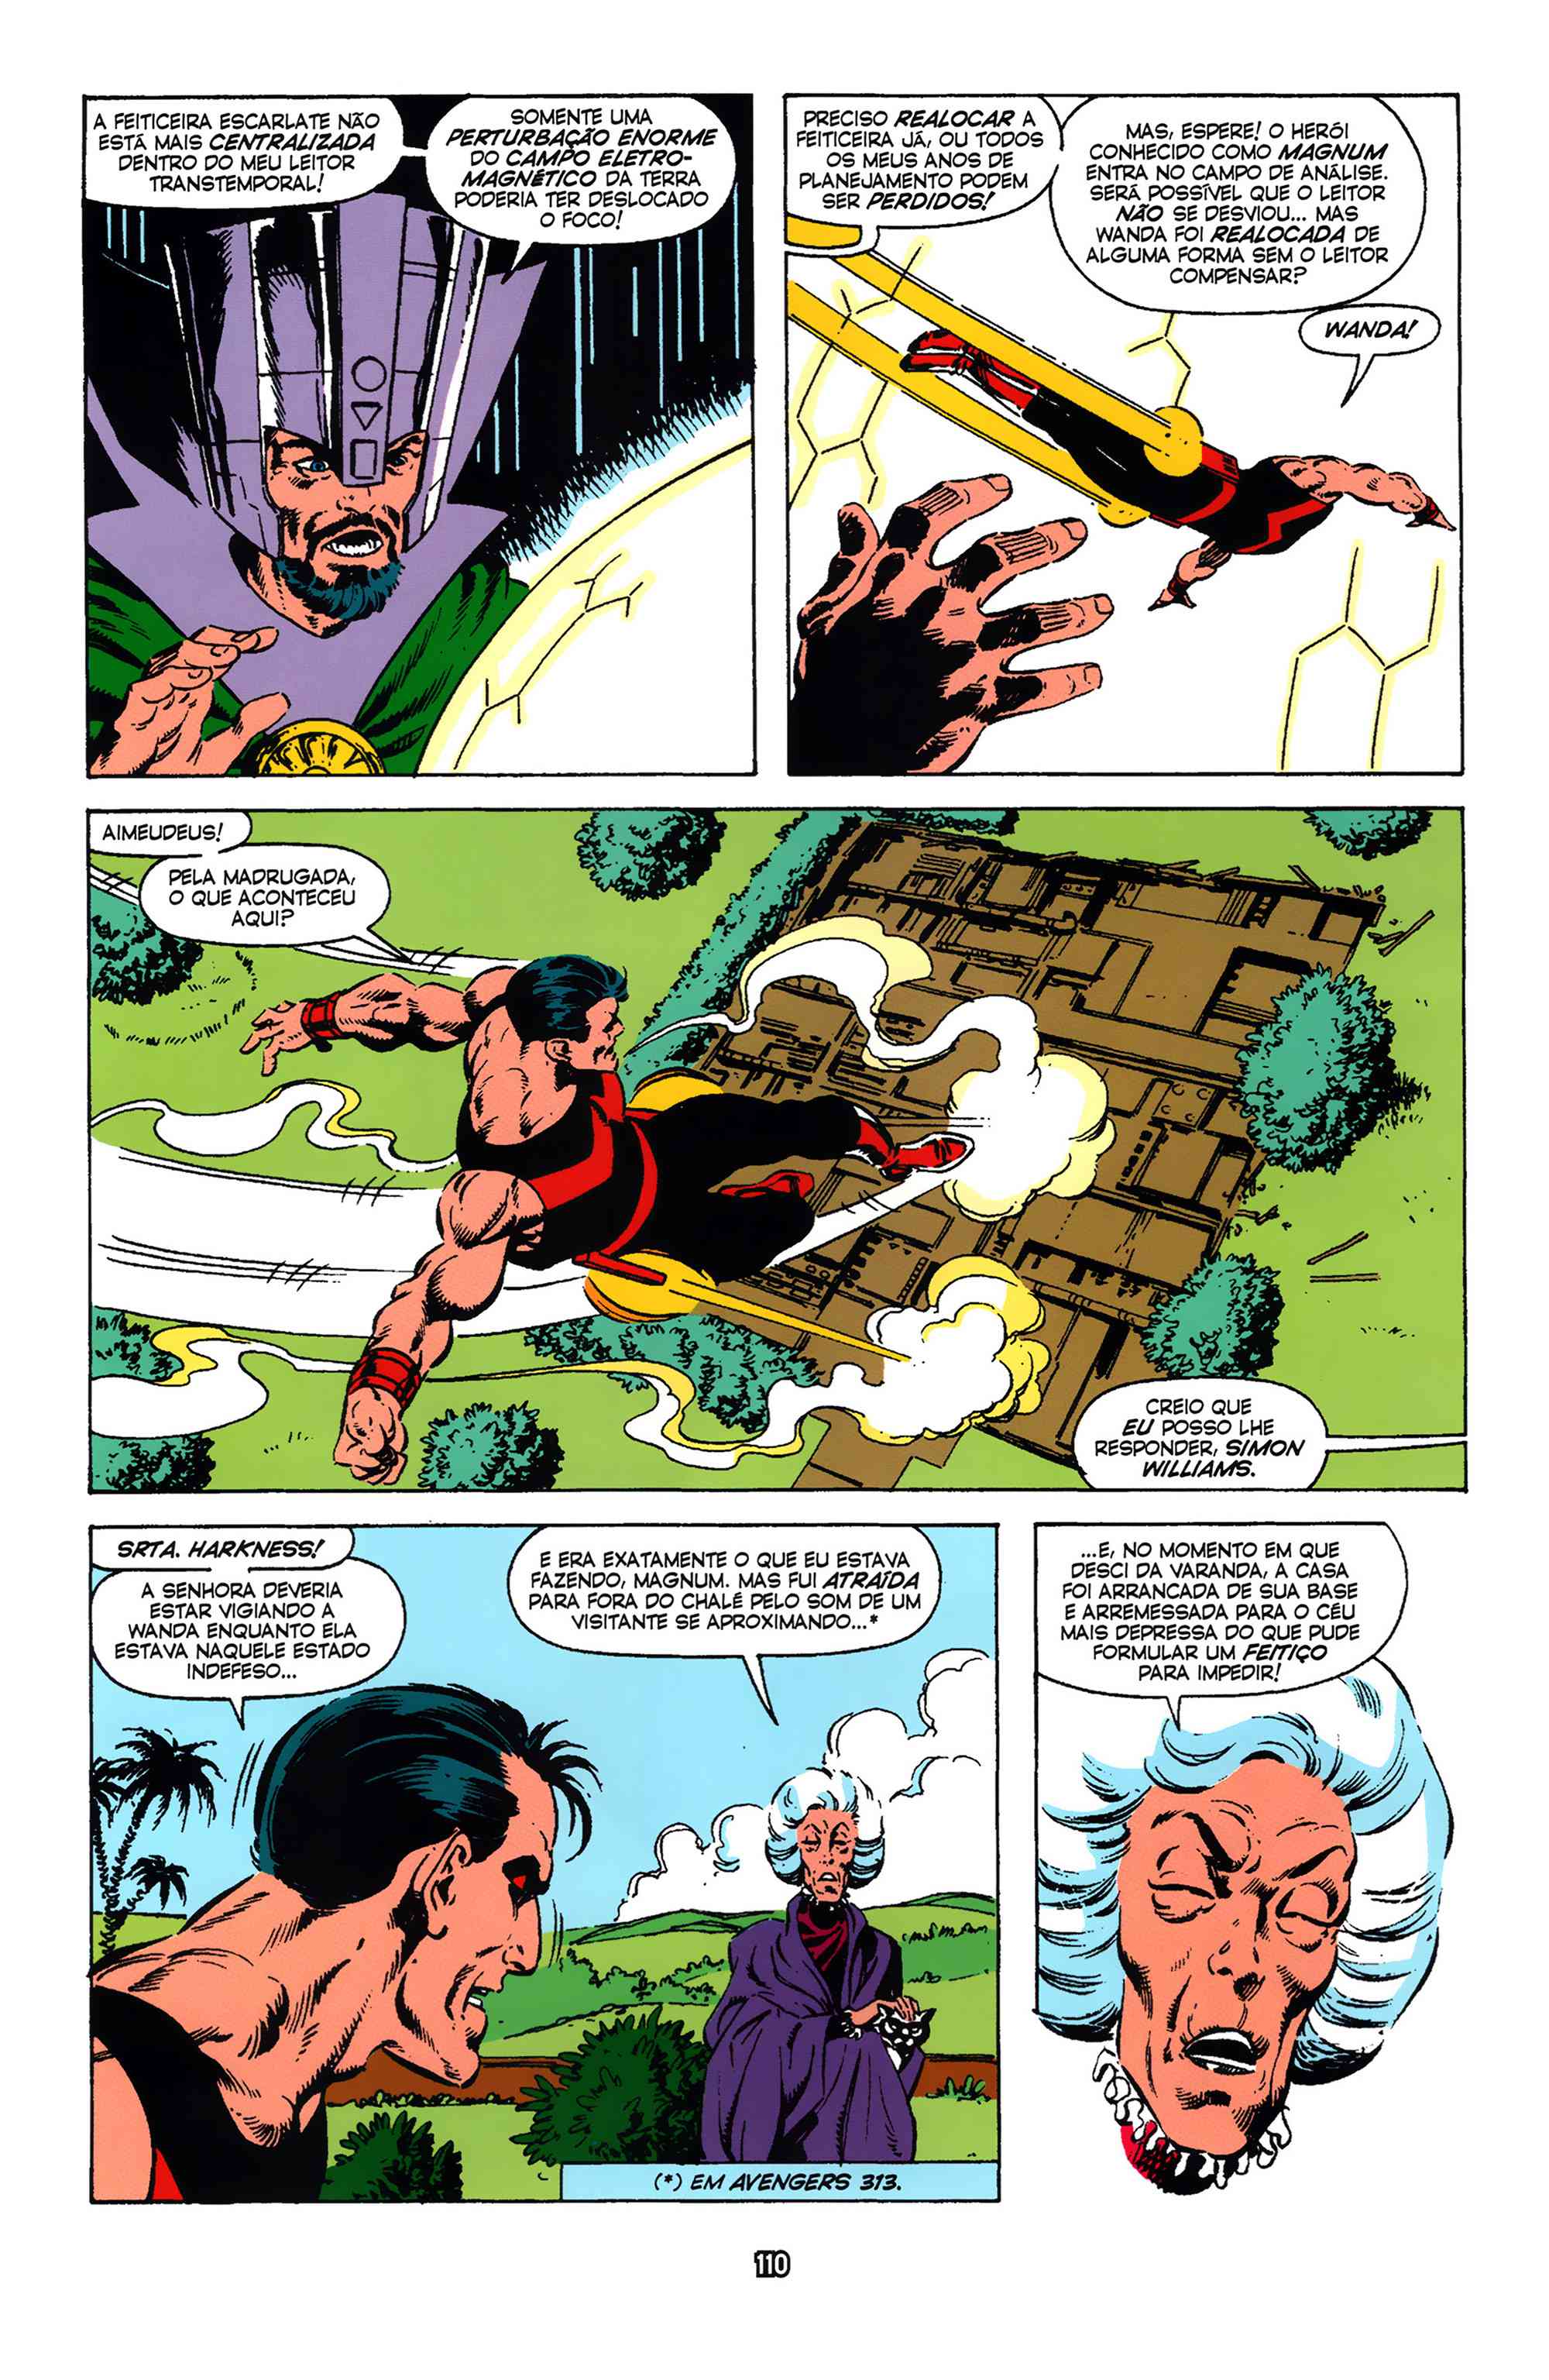 A FEITICEIRA ESCARLATE NÃO
ESTÁ MAIS CENTRALIZADA
DENTRO DO MEU LEITOR
TRANSTEMPORAL!
SOMENTE UMA
PERTURBAÇÃO ENORME
DO CAMPO ELETRO-
MAGNÉTICO DA TERRA
PODERIA TER DESLOCADO
O FOCO!
PRECISO REALOCAR A
FEITICEIRA JÁ, OU TODOS
OS MEUS ANOS DE
PLANEJAMENTO PODEM
SER PERDIDOS!
MAS, ESPERE! O HERÓI
CONHECIDO COMO MAGNUM
ENTRA NO CAMPO DE ANÁLISE.
SERÁ POSSÍVEL QUE O LEITOR
NÃO SE DESVIOU... MAS
WANDA FOI REALOCADA DE
ALGUMA FORMA SEM O LEITOR
COMPENSAR?
WANDA!
AIMEUDEUS!
PELA MADRUGADA,
O QUE ACONTECEU
AQUI?
CREIO QUE
EU POSSO LHE
RESPONDER, SIMON
WILLIAMS.
SRTA. HARKNESS!
A SENHORA DEVERIA
ESTAR VIGIANDO A
WANDA ENQUANTO ELA
ESTAVA NAQUELE ESTADO
INDEFESO...
E ERA EXATAMENTE O QUE EU ESTAVA
FAZENDO, MAGNUM. MAS FUI ATRAÍDA
PARA FORA DO CHALÉ PELO SOM DE UM
VISITANTE SE APROXIMANDO...*
(*) EM AVENGERS 313.
...E, NO MOMENTO EM QUE
DESCI DA VARANDA, A CASA
FOI ARRANCADA DE SUA BASE
E ARREMESSADA PARA O CÉU
MAIS DEPRESSA DO QUE PUDE
FORMULAR UM FEITIÇO
PARA IMPEDIR!
110